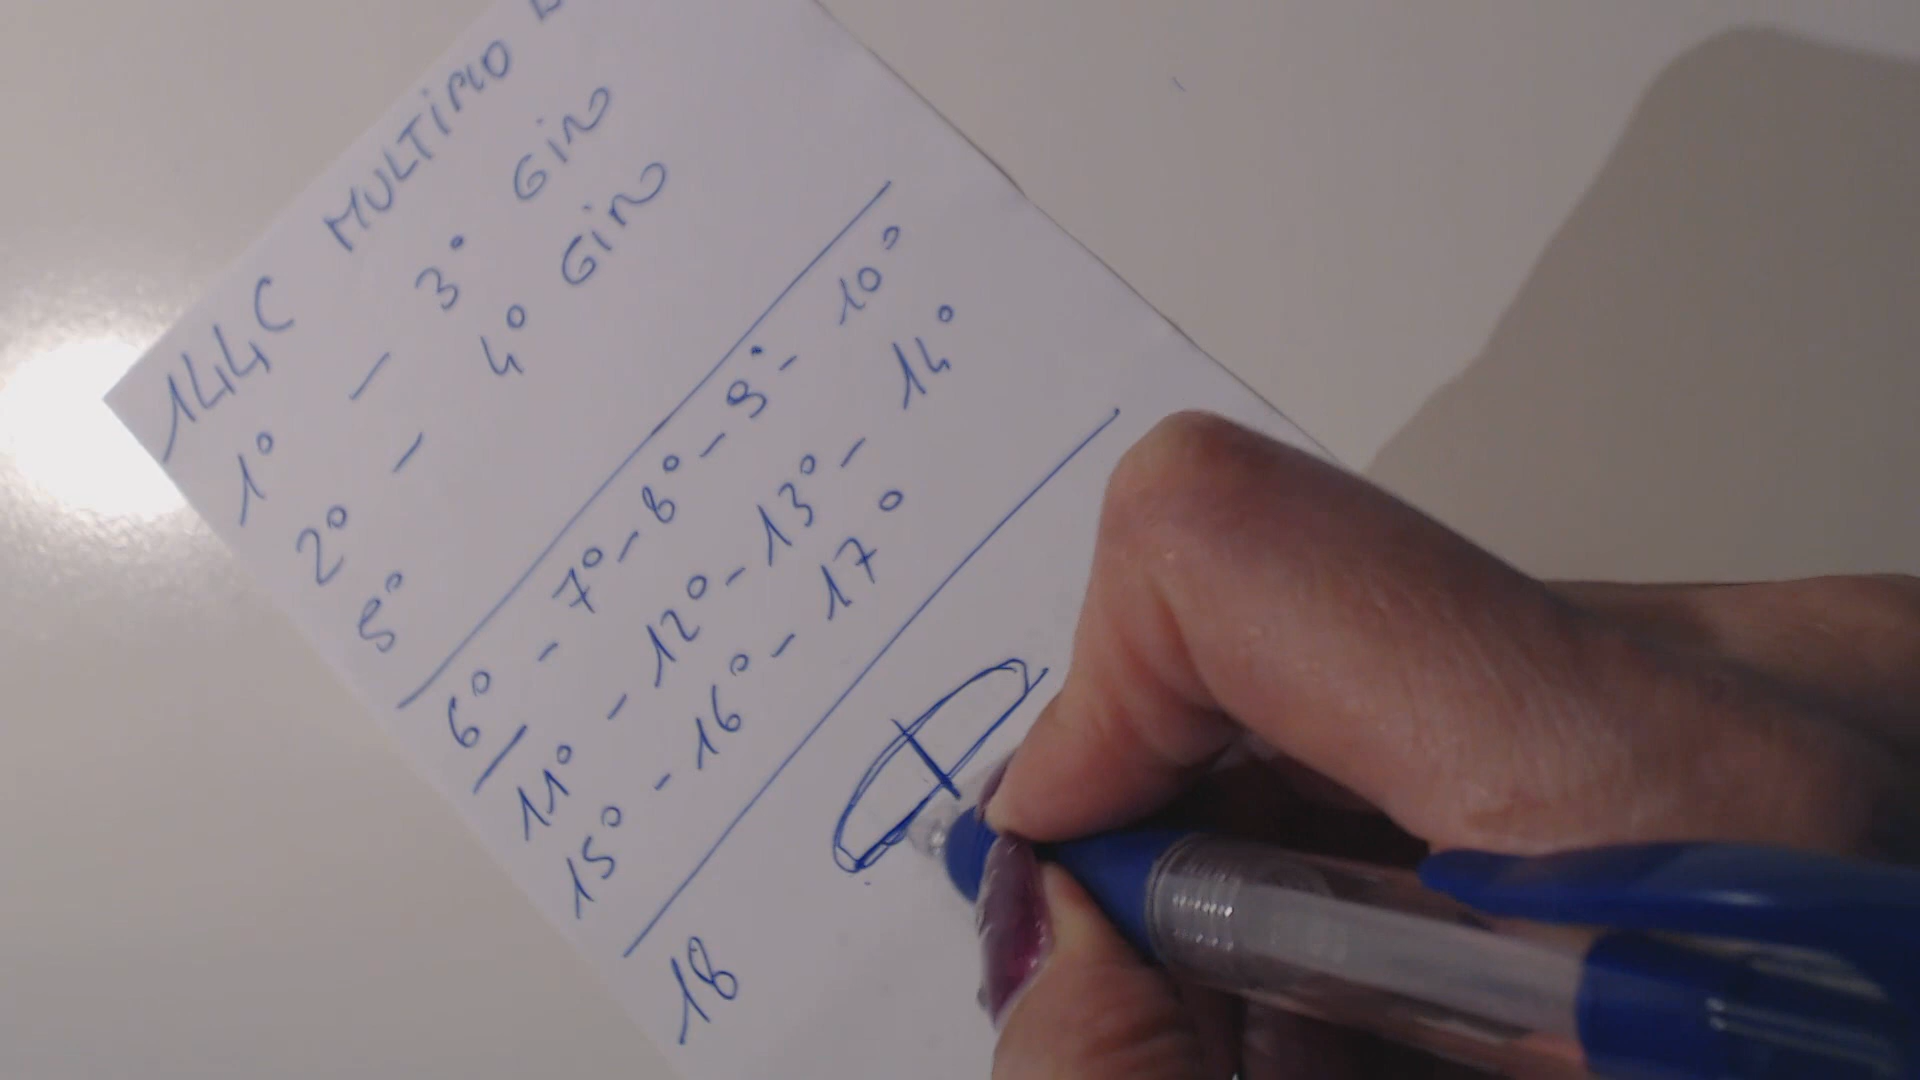 144C MULTIPLO
1° - 3° Giro
2° - 4° Giro
5°
6° - 7° - 8° - 9° - 10°
11° - 12° - 13° - 14°
15° - 16° - 17°
18